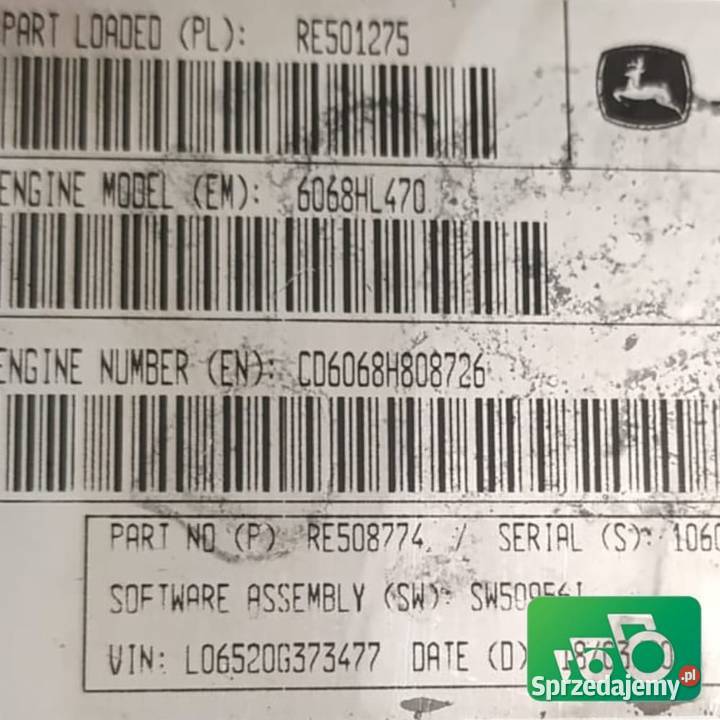 PART LOADED (PL): RE501275
ENGINE MODEL (EM): 6068HL470
ENGINE NUMBER (EN): CD6068H808726
PART NO (P) RE508774 / SERIAL (S): 1060
SOFTWARE ASSEMBLY (SW):
VIN: L06520G373477 DATE (D)
Sprzedajemy.pl